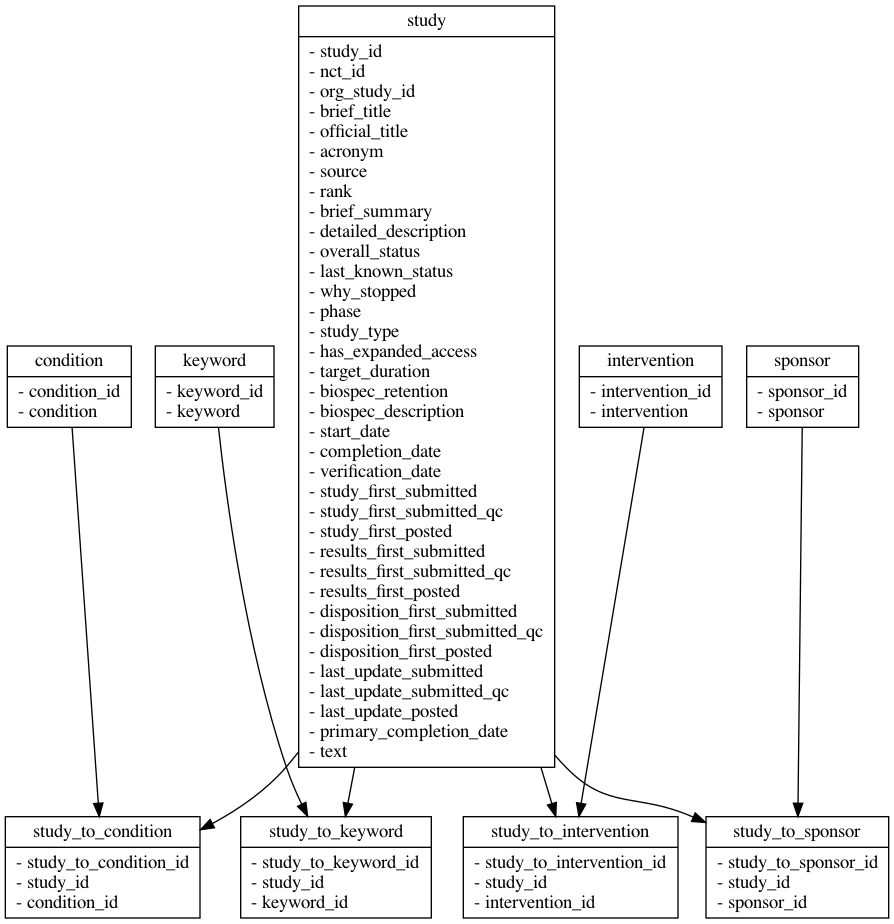 study
- study_id
- nct_id
- org_study_id
- brief_title
- official_title
- acronym
- source
- rank
- brief_summary
- detailed_description
- overall_status
- last_known_status
- why_stopped
- phase
- study_type
- has_expanded_access
- target_duration
- biospec_retention
- biospec_description
- start_date
- completion_date
- verification_date
- study_first_submitted
- study_first_submitted_qc
- study_first_posted
- results_first_submitted
- results_first_submitted_qc
- results_first_posted
- disposition_first_submitted
- disposition_first_submitted_qc
- disposition_first_posted
- last_update_submitted
- last_update_submitted_qc
- last_update_posted
- primary_completion_date
- text
condition
- condition_id
- condition
keyword
- keyword_id
- keyword
intervention
- intervention_id
- intervention
sponsor
- sponsor_id
- sponsor
study_to_condition
- study_to_condition_id
- study_id
- condition_id
study_to_keyword
- study_to_keyword_id
- study_id
- keyword_id
study_to_intervention
- study_to_intervention_id
- study_id
- intervention_id
study_to_sponsor
- study_to_sponsor_id
- study_id
- sponsor_id